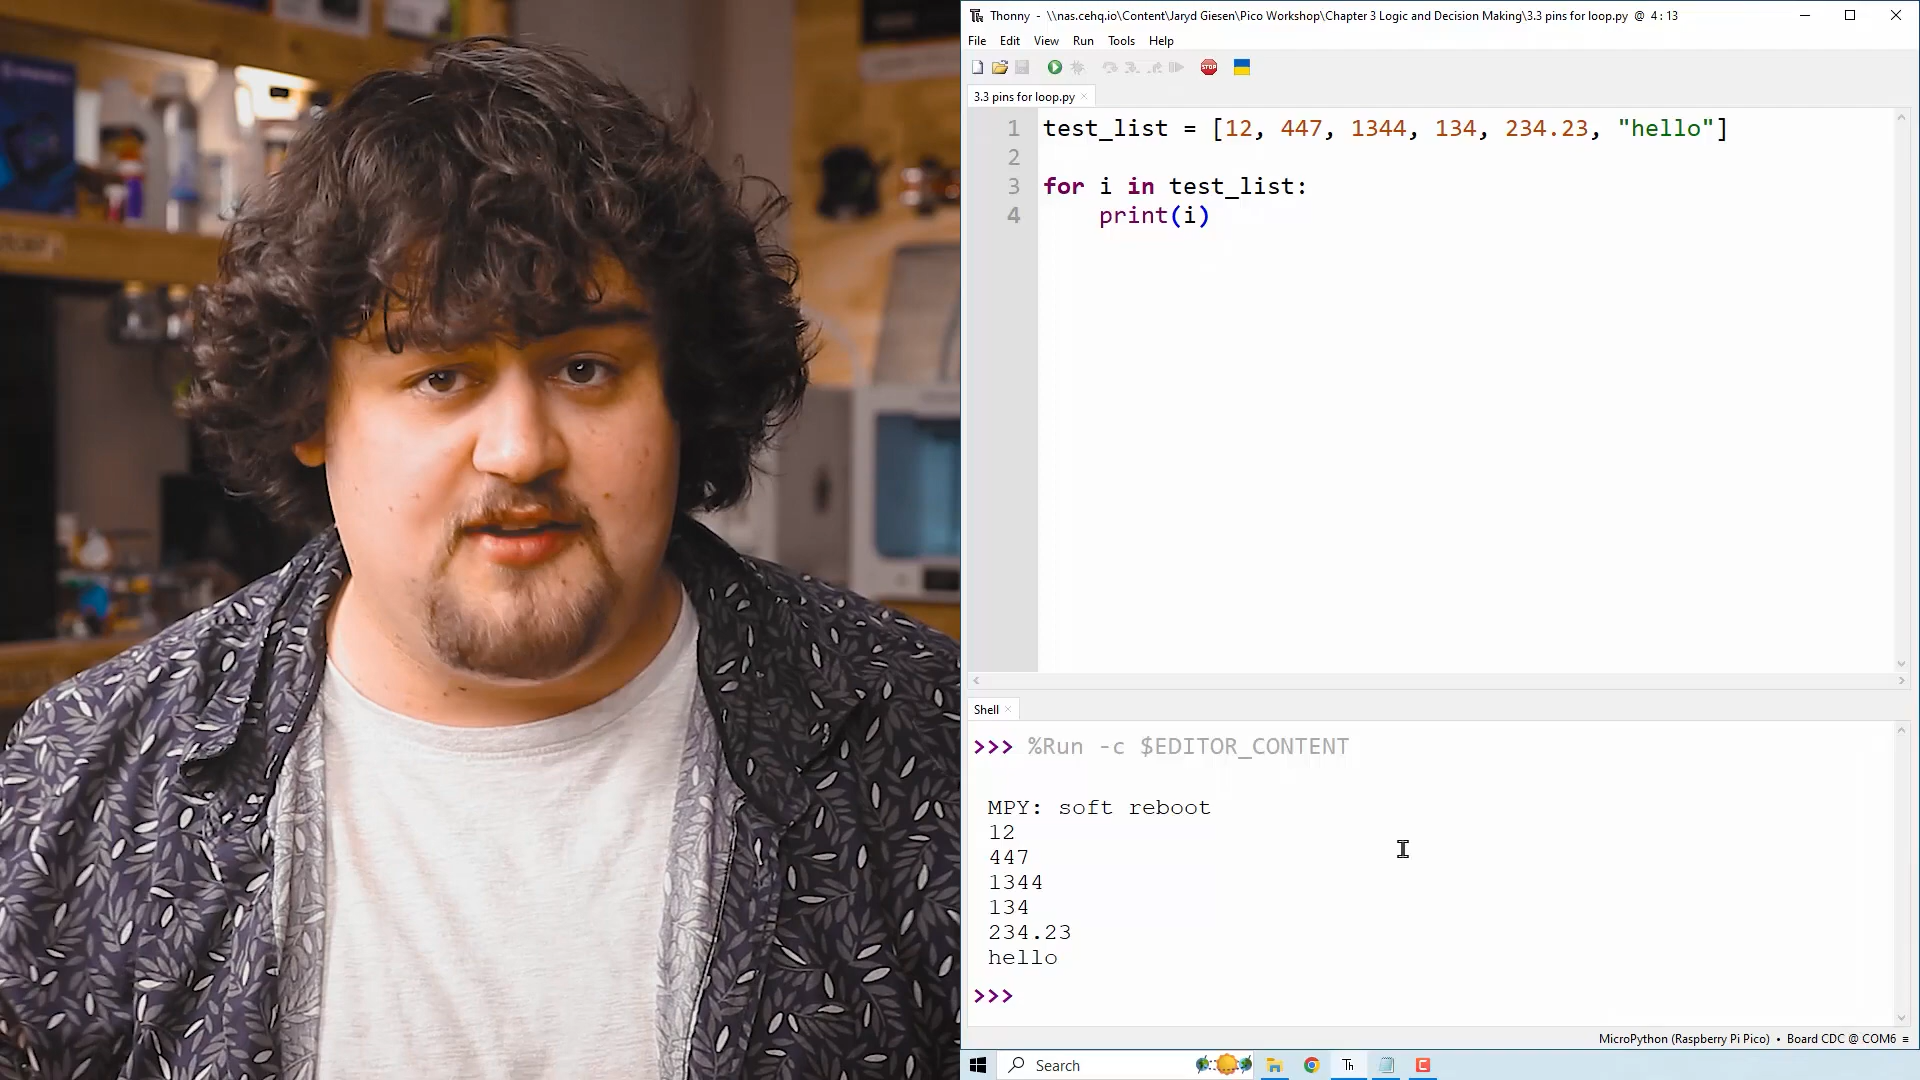 Thonny - \\nas.cehq.io\Content\Jaryd Giesen\Pico Workshop\Chapter 3 Logic and Decision Making\3.3 pins for loop.py @ 4 : 13
File Edit View Run Tools Help
STOP
3.3 pins for loop.py
1 test_list = [12, 447, 1344, 134, 234.23, "hello"]
2
3 for i in test_list:
4 print(i)
Shell
>>> %Run -c $EDITOR_CONTENT
MPY: soft reboot
12
447
1344
134
234.23
hello
>>>
MicroPython (Raspberry Pi Pico) • Board CDC @ COM6 ≡
Search
Th